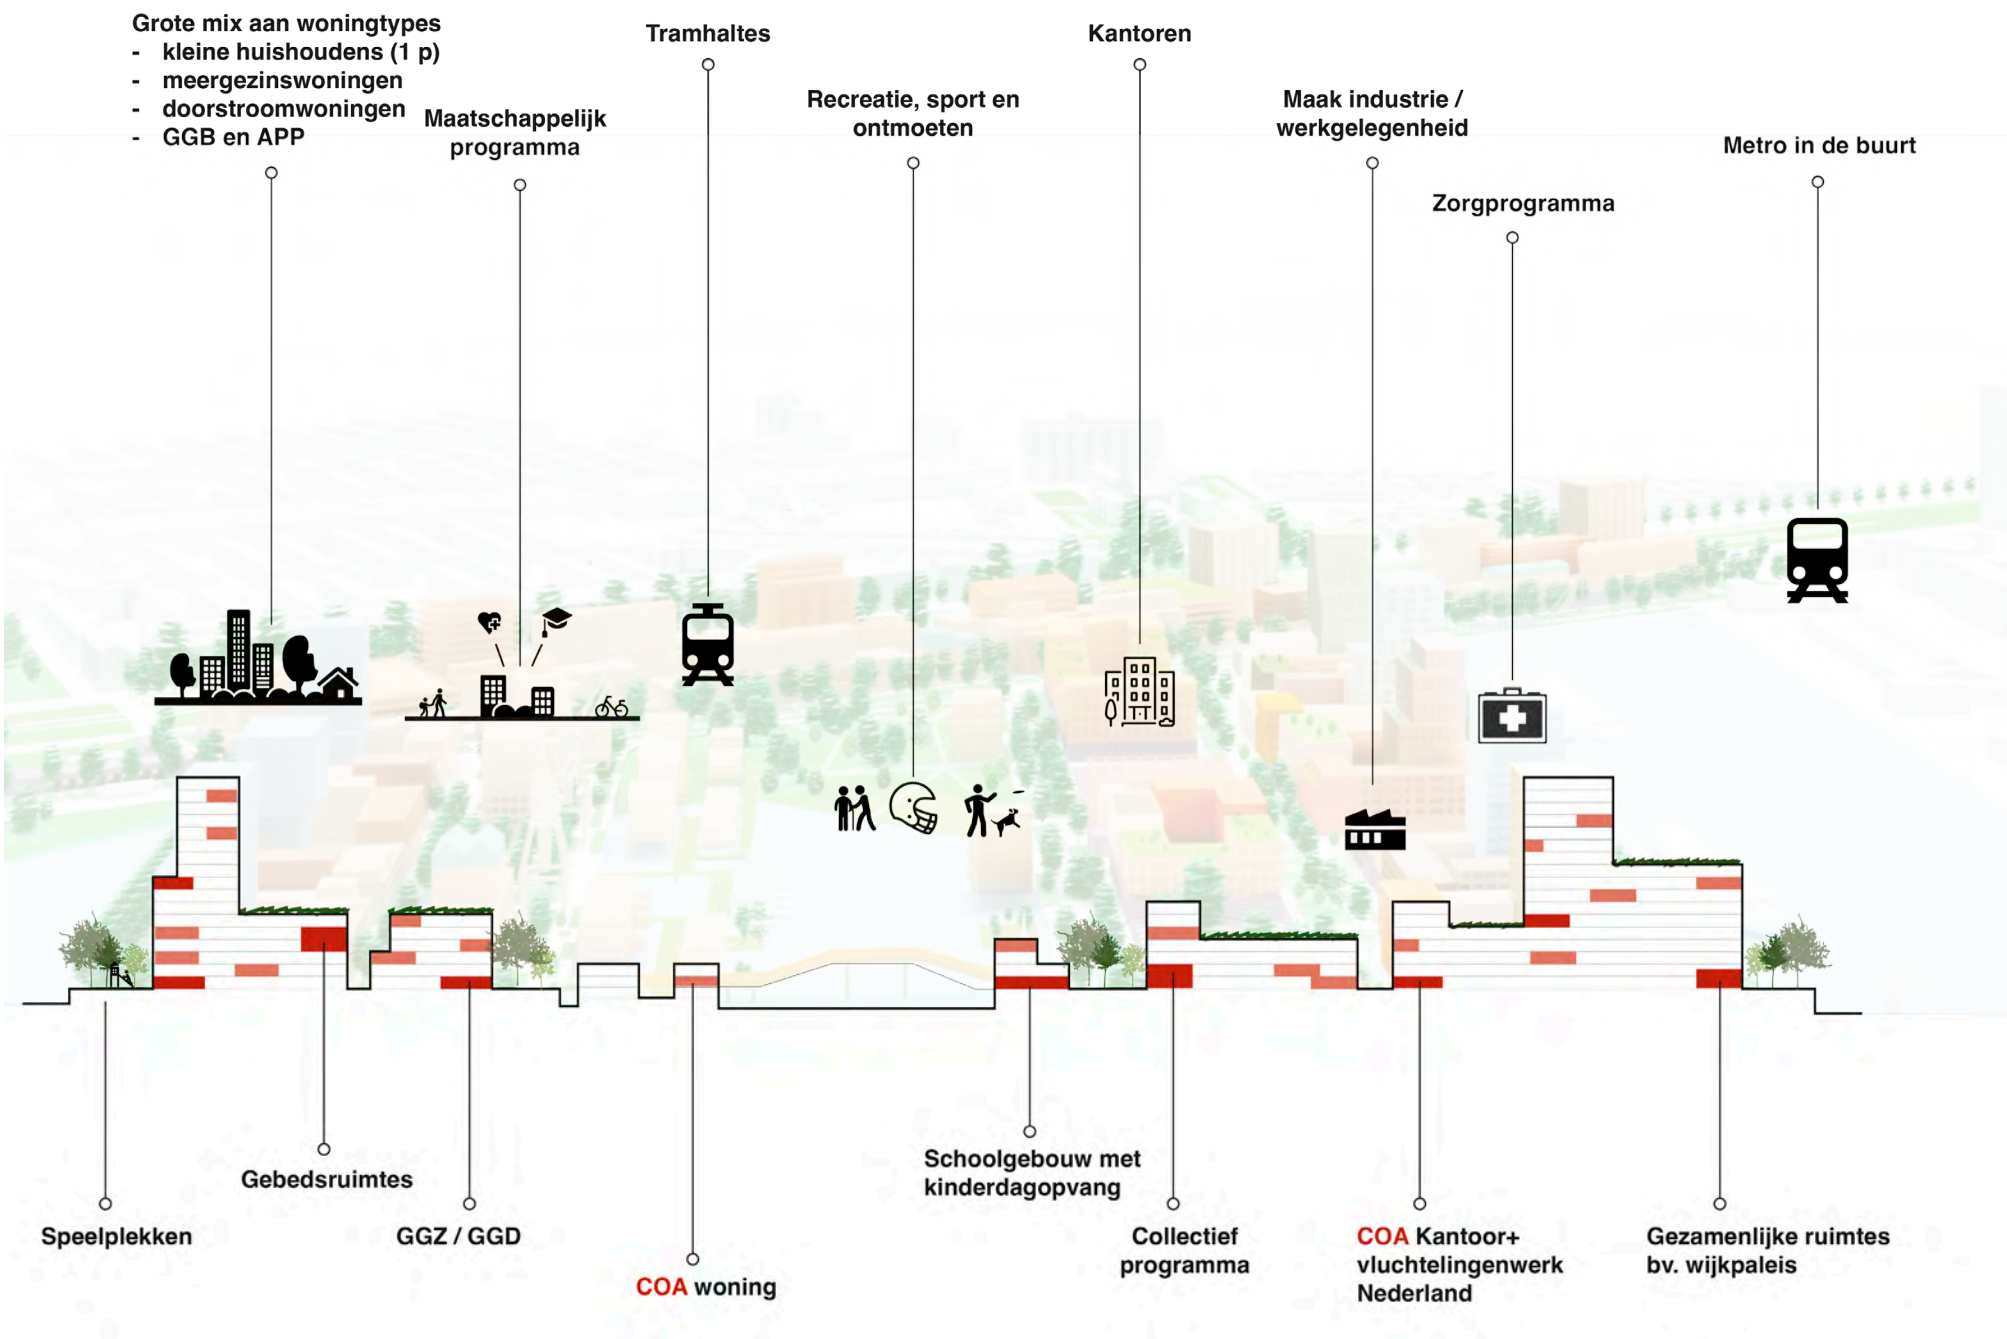 Grote mix aan woningtypes
- kleine huishoudens (1 p)
- meergezinswoningen
- doorstroomwoningen
- GGB en APP
Maatschappelijk
programma
Tramhaltes
Recreatie, sport en
ontmoeten
Kantoren
Maak industrie /
werkgelegenheid
Zorgprogramma
Metro in de buurt
Speelplekken
Gebedsruimtes
GGZ / GGD
COA woning
Schoolgebouw met
kinderdagopvang
Collectief
programma
COA Kantoor+
vluchtelingenwerk
Nederland
Gezamenlijke ruimtes
bv. wijkpaleis